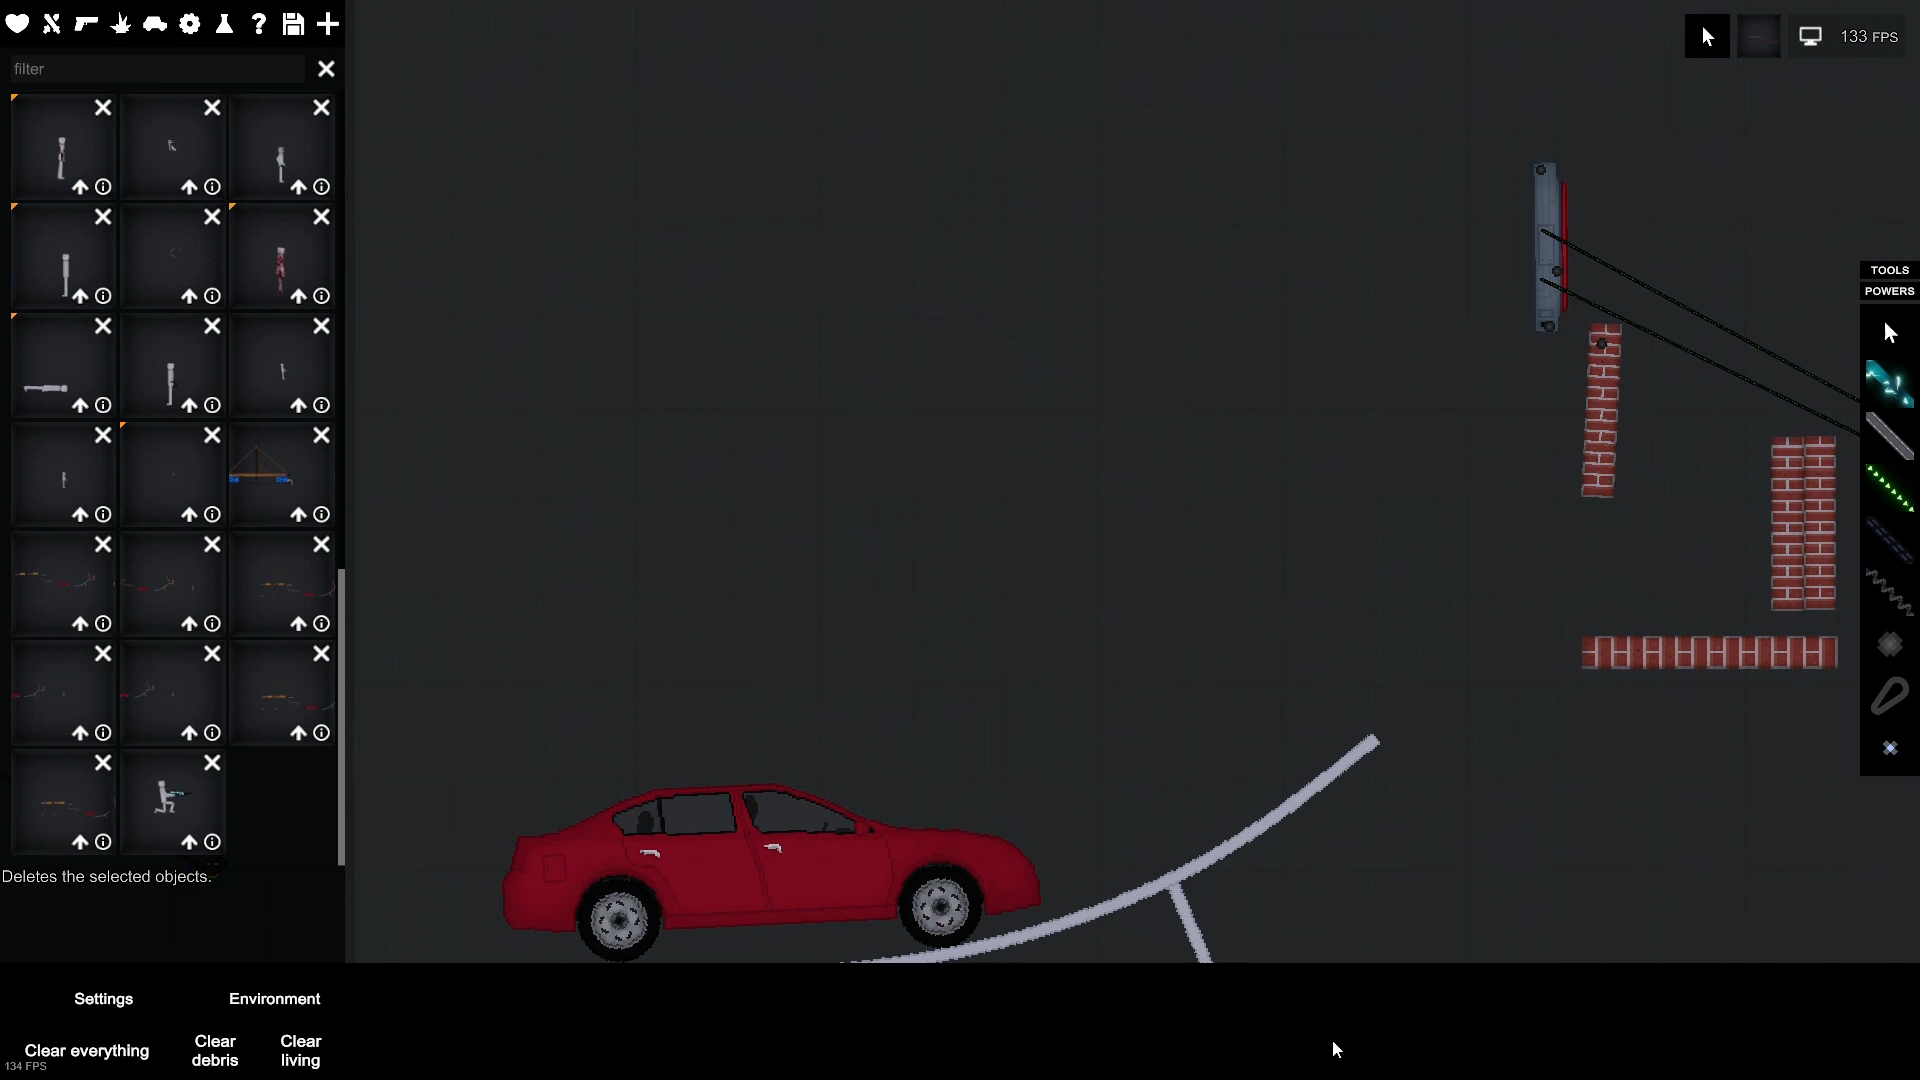 filter
133 FPS
TOOLS
POWERS
Deletes the selected objects.
Settings
Environment
Clear everything
Clear
debris
Clear
living
134 FPS